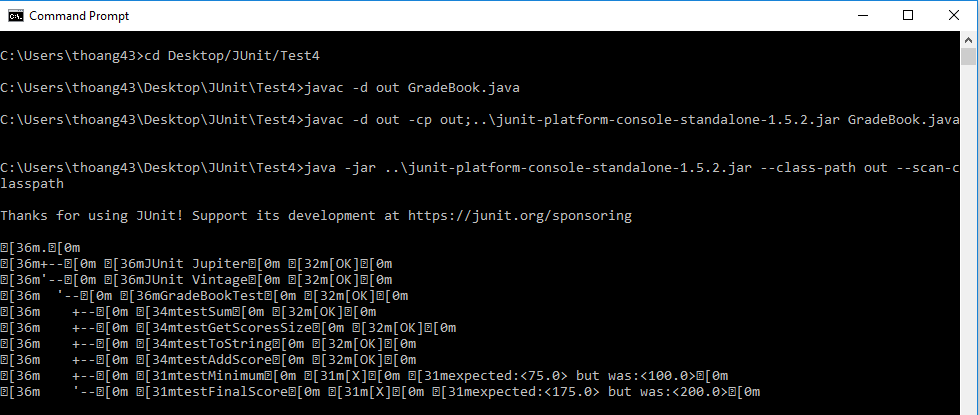 Command Prompt
C:\Users\thoang43>cd Desktop/JUnit/Test4
C:\Users\thoang43\Desktop\JUnit\Test4>javac -d out GradeBook.java
C:\Users\thoang43\Desktop\JUnit\Test4>javac -d out -cp out;..\junit-platform-console-standalone-1.5.2.jar GradeBook.java
C:\Users\thoang43\Desktop\JUnit\Test4>java -jar ..\junit-platform-console-standalone-1.5.2.jar --class-path out --scan-c
lasspath
Thanks for using JUnit! Support its development at https://junit.org/sponsoring
[36m.[0m
[36m+--[0m [36mJUnit Jupiter[0m [32m[OK][0m
[36m'--[0m [36mJUnit Vintage[0m [32m[OK][0m
[36m  '--[0m [36mGradeBookTest[0m [32m[OK][0m
[36m    +--[0m [34mtestSum[0m [32m[OK][0m
[36m    +--[0m [34mtestGetScoresSize[0m [32m[OK][0m
[36m    +--[0m [34mtestToString[0m [32m[OK][0m
[36m    +--[0m [34mtestAddScore[0m [32m[OK][0m
[36m    +--[0m [31mtestMinimum[0m [31m[X][0m [31mexpected:<75.0> but was:<100.0>[0m
[36m    '--[0m [31mtestFinalScore[0m [31m[X][0m [31mexpected:<175.0> but was:<200.0>[0m